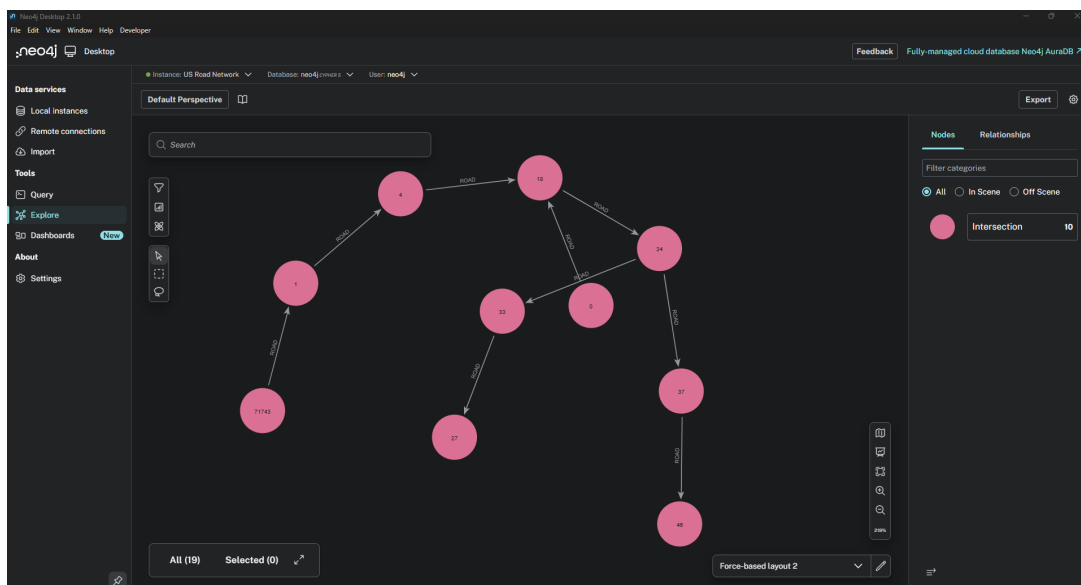 Neo4j Desktop 2.1.0
File Edit View Window Help Developer
neo4j Desktop
Feedback
Fully-managed cloud database Neo4j AuraDB
Instance: US Road Network Database: neo4j User: neo4j
Data services
Local instances
Remote connections
Import
Tools
Query
Explore
Dashboards New
About
Settings
Default Perspective
Export
Search
4
ROAD
18
ROAD
ROAD
ROAD
34
1
ROAD
33
0
ROAD
ROAD
ROAD
37
71743
27
ROAD
48
All (19) Selected (0)
219%
Force-based layout 2
Nodes Relationships
Filter categories
All In Scene Off Scene
Intersection 10